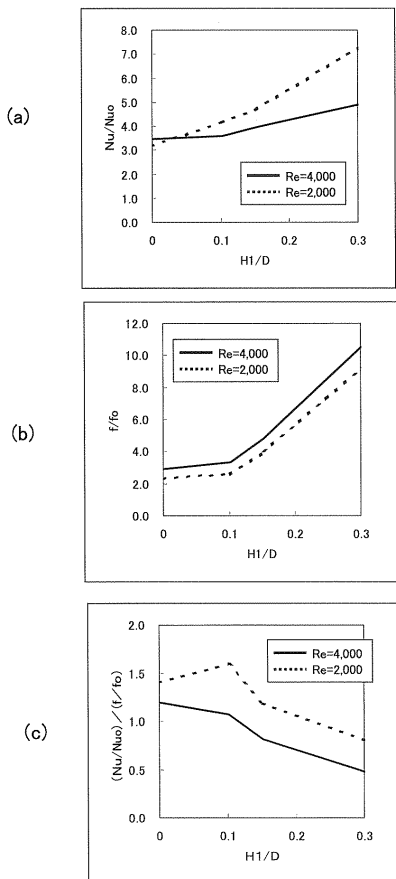 (a)
Nu/Nuo
8.0
7.0
6.0
5.0
4.0
3.0
2.0
1.0
0.0
Re=4,000
Re=2,000
0 0.1 0.2 0.3
H1/D
(b)
f/fo
12.0
10.0
8.0
6.0
4.0
2.0
0.0
Re=4,000
Re=2,000
0 0.1 0.2 0.3
H1/D
(c)
(Nu/Nuo)/(f/fo)
2.0
1.5
1.0
0.5
0.0
Re=4,000
Re=2,000
0 0.1 0.2 0.3
H1/D